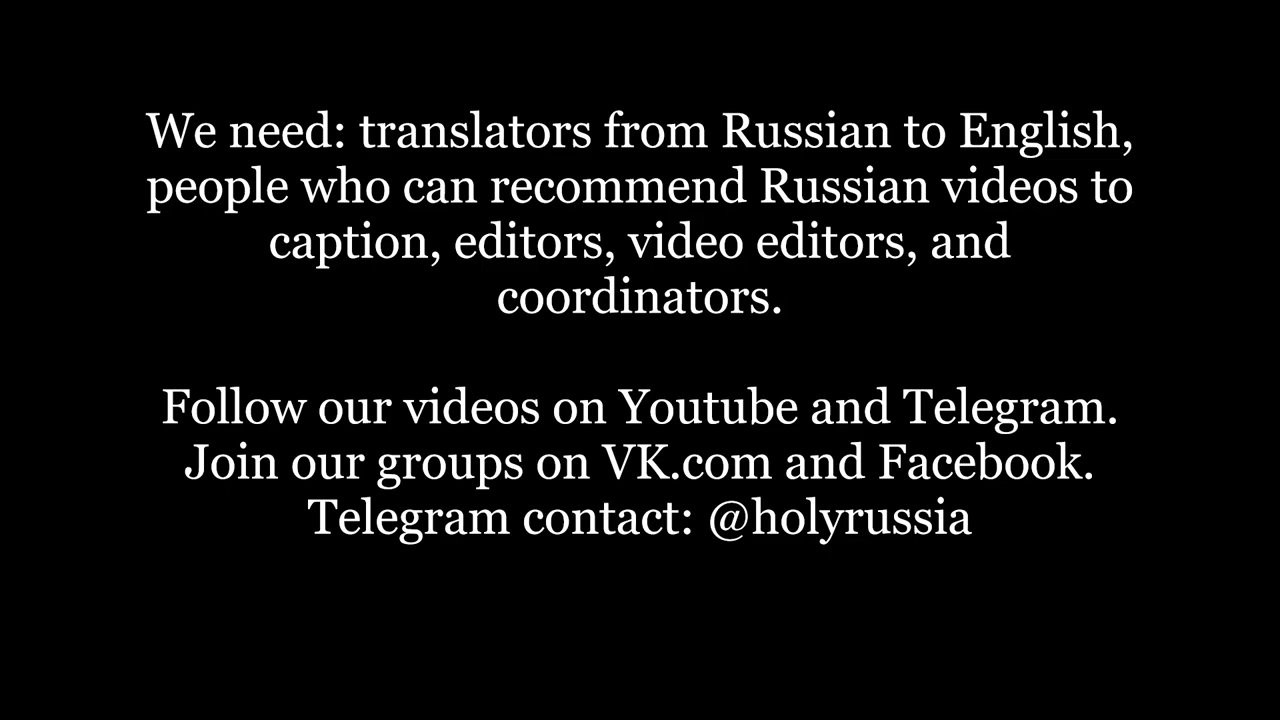 We need: translators from Russian to English,
people who can recommend Russian videos to
caption, editors, video editors, and
coordinators.
Follow our videos on Youtube and Telegram.
Join our groups on VK.com and Facebook.
Telegram contact: @holyrussia